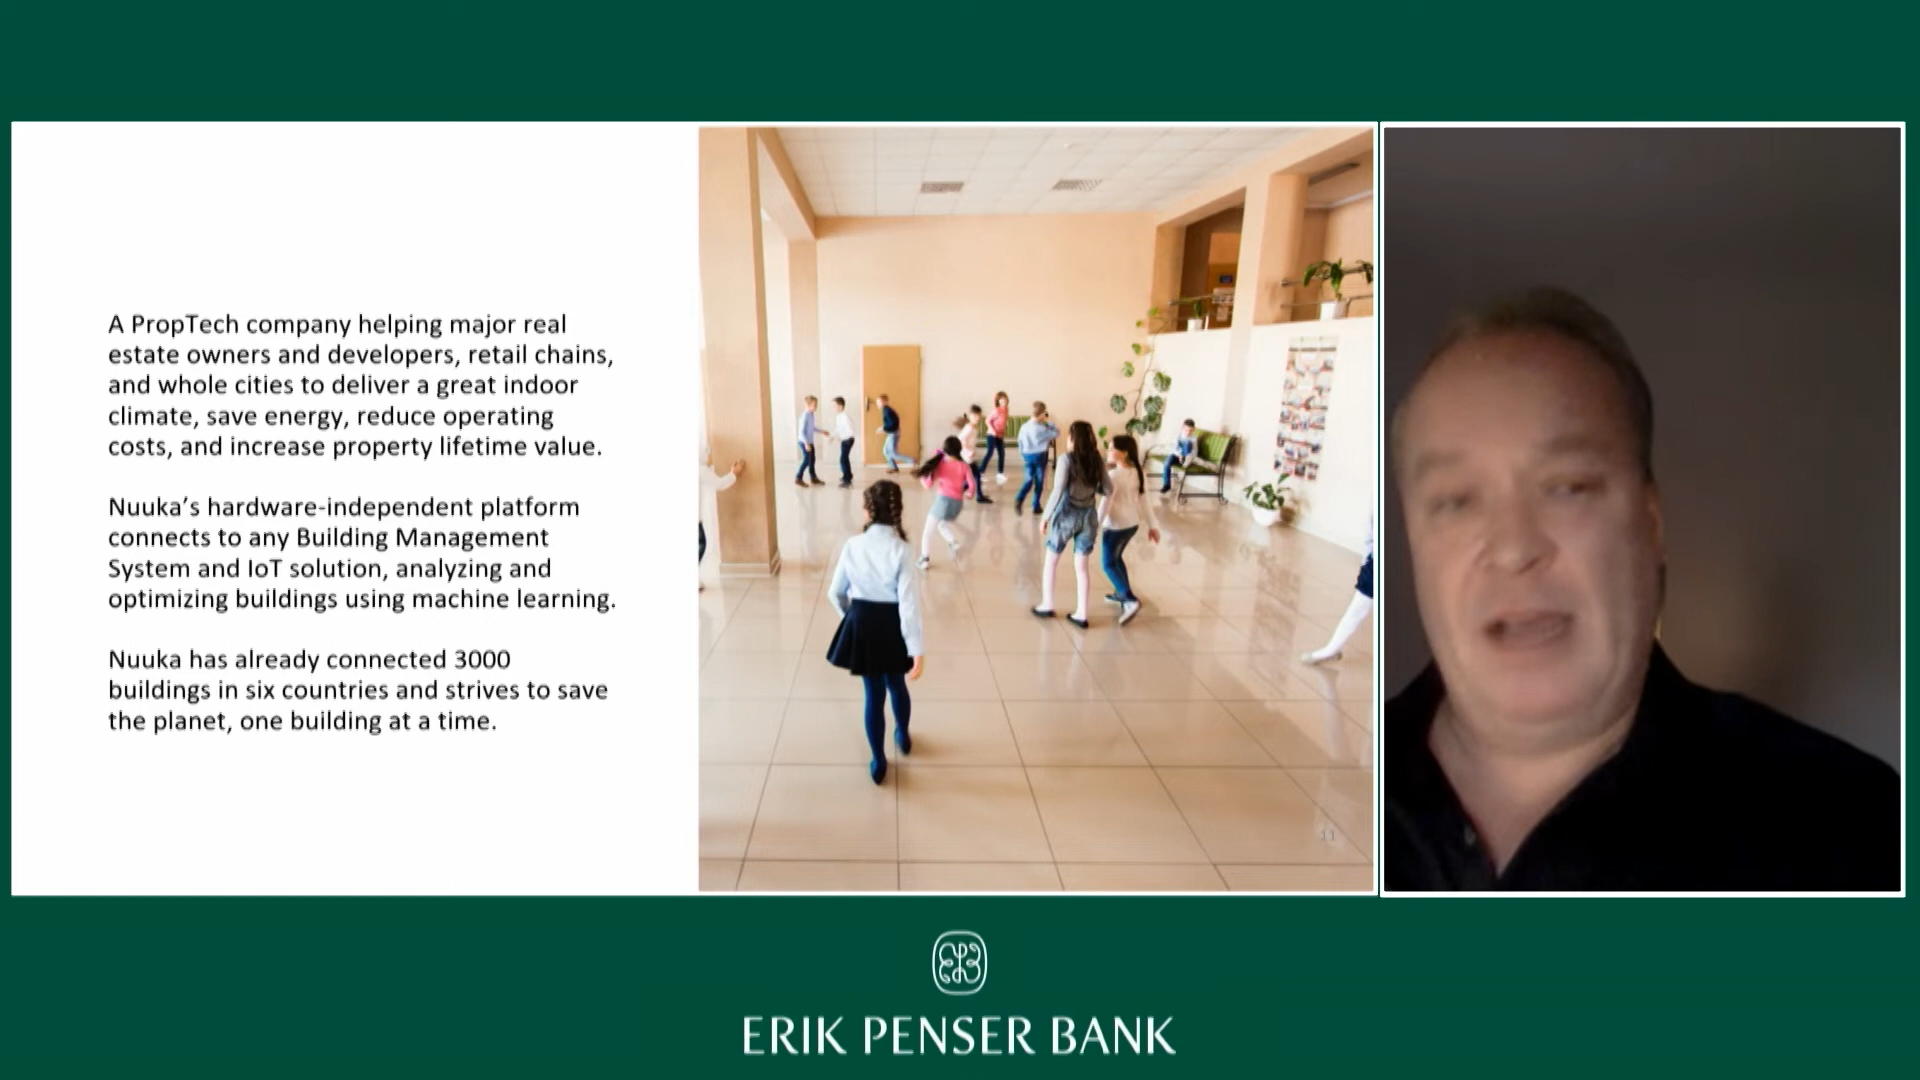 A PropTech company helping major real
estate owners and developers, retail chains,
and whole cities to deliver a great indoor
climate, save energy, reduce operating
costs, and increase property lifetime value.
Nuuka’s hardware-independent platform
connects to any Building Management
System and IoT solution, analyzing and
optimizing buildings using machine learning.
Nuuka has already connected 3000
buildings in six countries and strives to save
the planet, one building at a time.
11
ERIK PENSER BANK